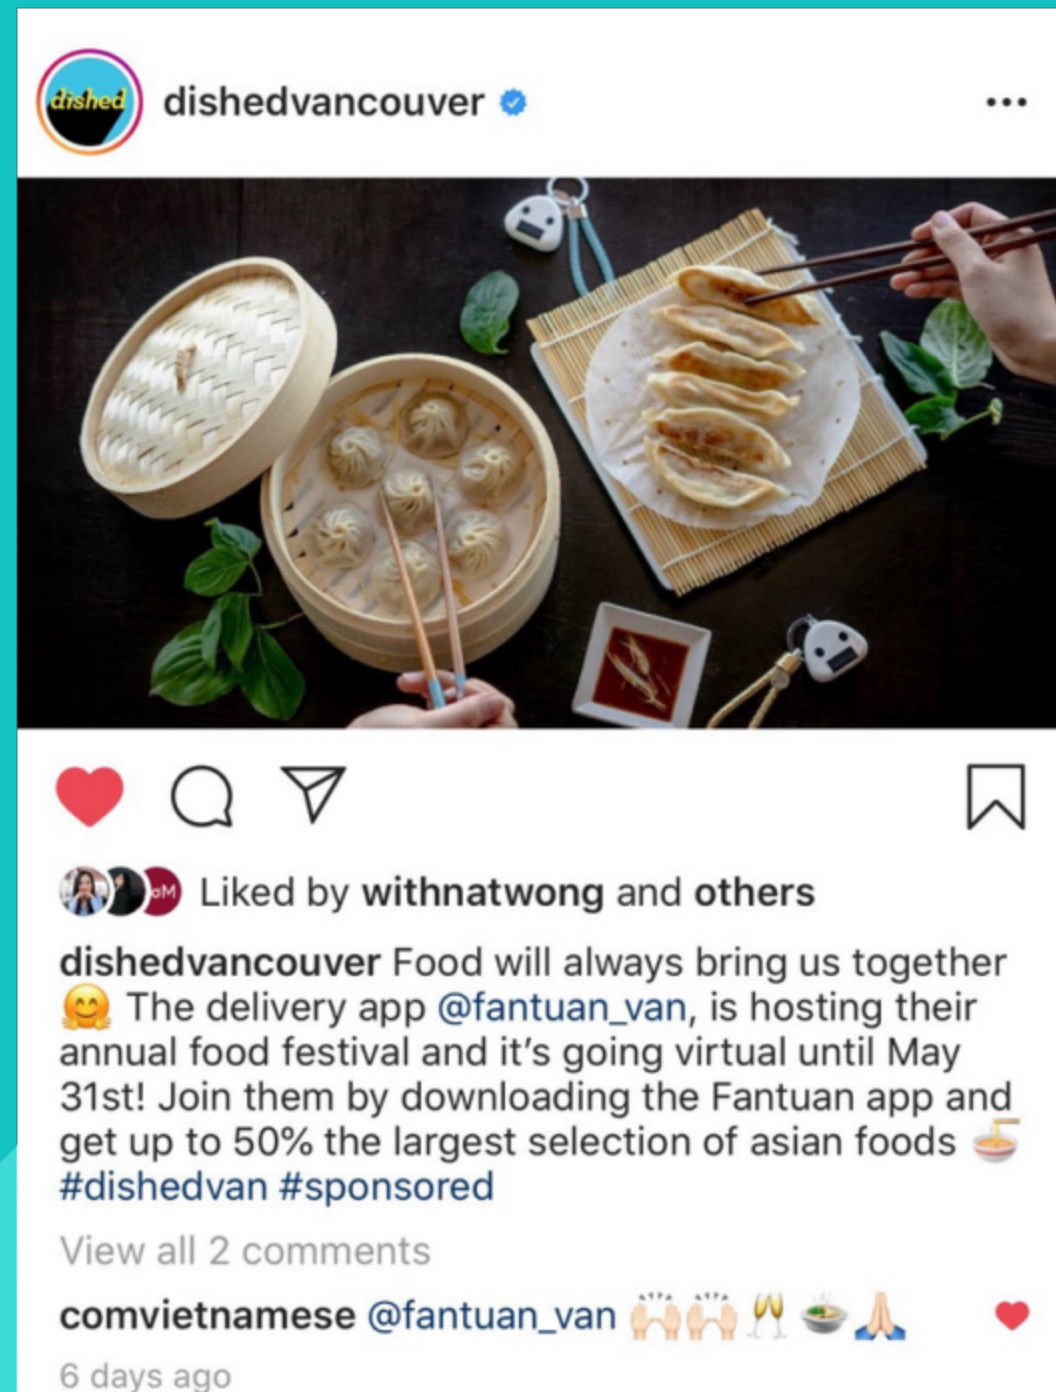 dished
dishedvancouver
oM
Liked by withnatwong and others
dishedvancouver Food will always bring us together
🤗 The delivery app @fantuan_van, is hosting their
annual food festival and it's going virtual until May
31st! Join them by downloading the Fantuan app and
get up to 50% the largest selection of asian foods 🍜
#dishedvan #sponsored
View all 2 comments
comvietnamese @fantuan_van 🙌🏻🙌🏻🥂🍲🙏🏻
6 days ago